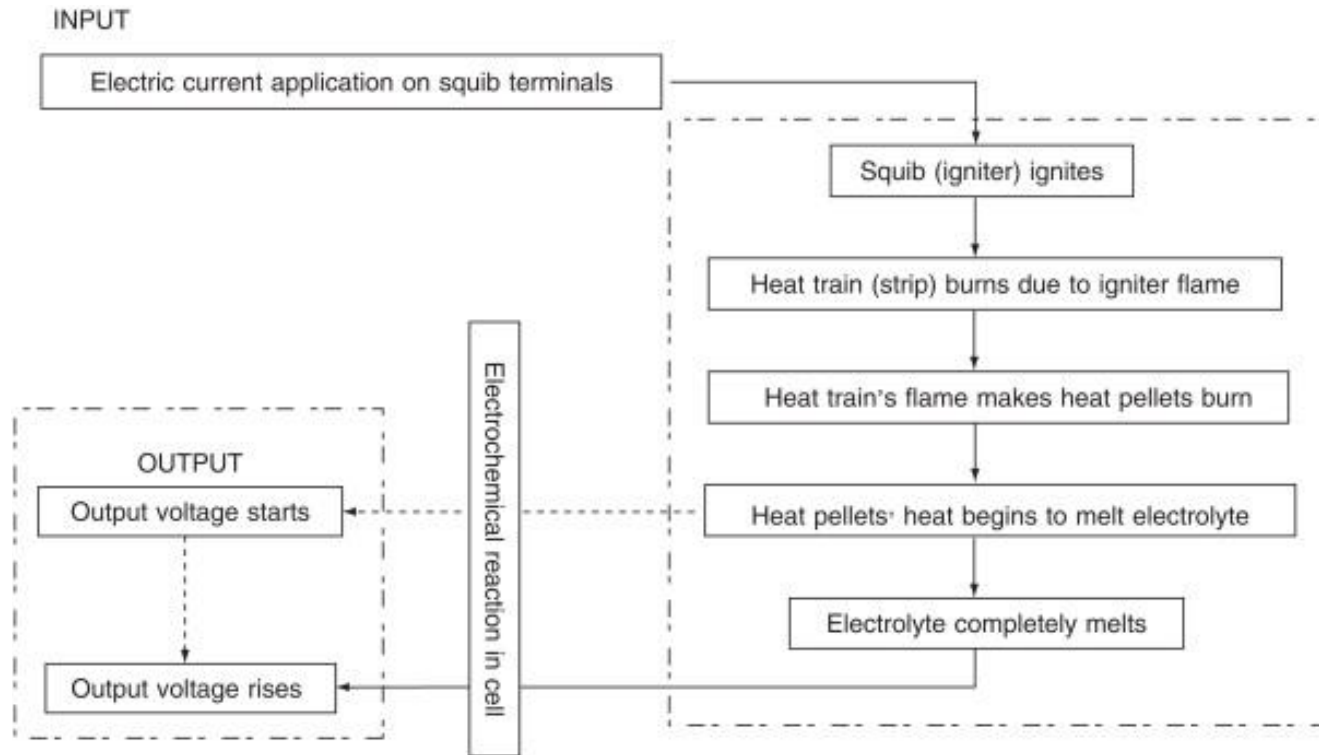 INPUT
Electric current application on squib terminals
Squib (igniter) ignites
Heat train (strip) burns due to igniter flame
Heat train's flame makes heat pellets burn
Heat pellets' heat begins to melt electrolyte
Electrolyte completely melts
Electrochemical reaction in cell
OUTPUT
Output voltage starts
Output voltage rises